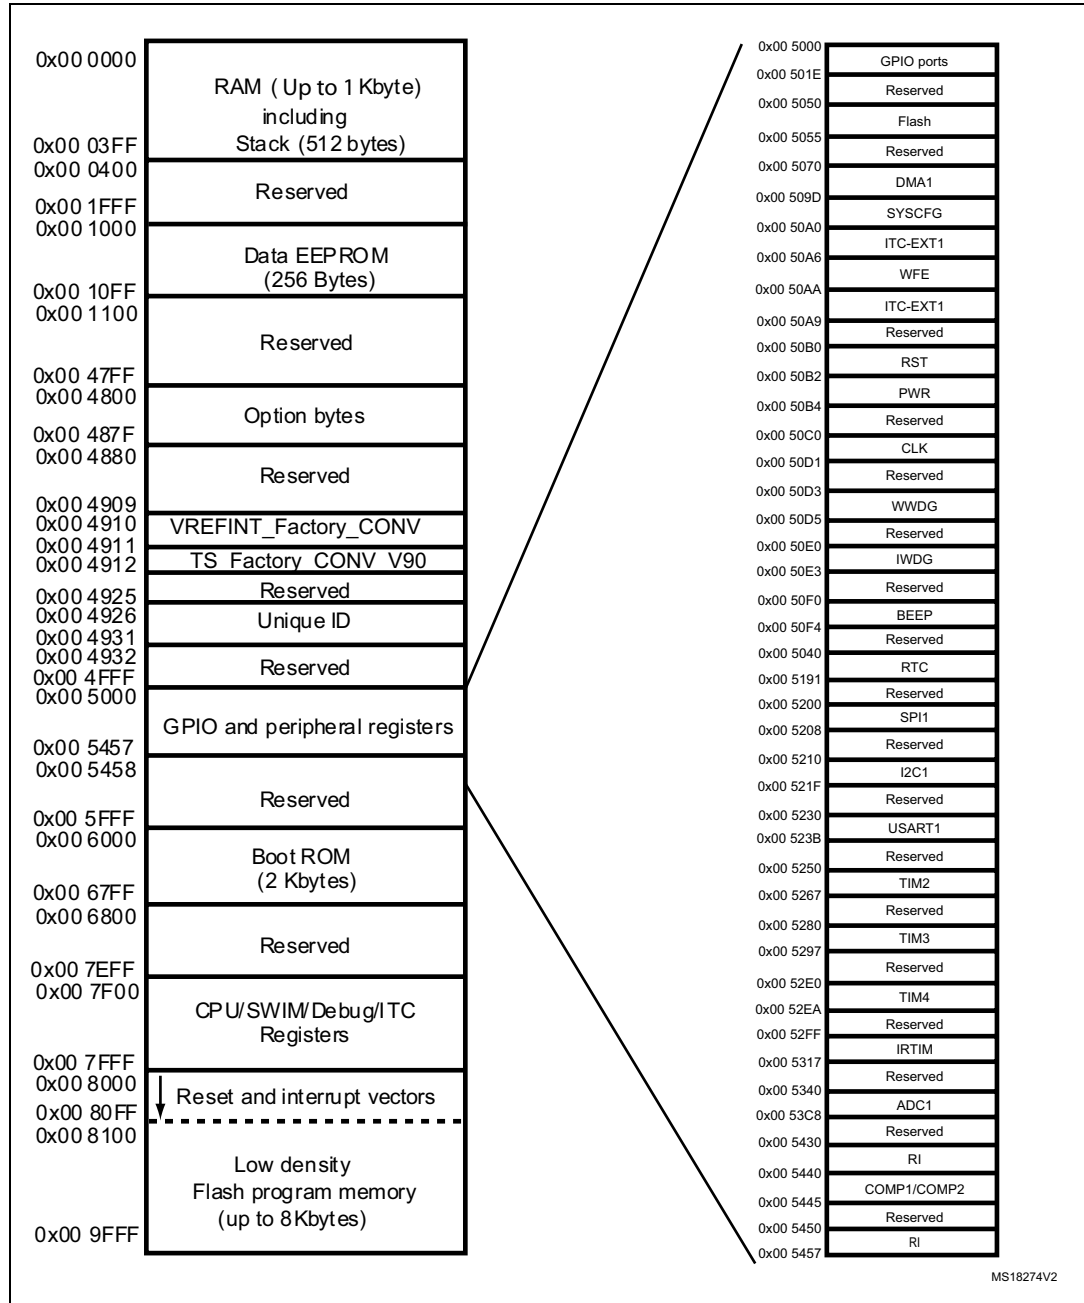 0x00 0000
RAM ( Up to 1 Kbyte)
including
Stack (512 bytes)
0x00 03FF
0x00 0400
Reserved
0x00 1FFF
0x00 1000
Data EEPROM
(256 Bytes)
0x00 10FF
0x00 1100
Reserved
0x00 47FF
0x00 4800
Option bytes
0x00 487F
0x00 4880
Reserved
0x00 4909
0x00 4910
VREFINT_Factory_CONV
0x00 4911
0x00 4912
TS_Factory_CONV_V90
Reserved
0x00 4925
0x00 4926
Unique ID
0x00 4931
0x00 4932
Reserved
0x00 4FFF
0x00 5000
GPIO and peripheral registers
0x00 5457
0x00 5458
Reserved
0x00 5FFF
0x00 6000
Boot ROM
(2 Kbytes)
0x00 67FF
0x00 6800
Reserved
0x00 7EFF
0x00 7F00
CPU/SWIM/Debug/ITC
Registers
0x00 7FFF
0x00 8000
Reset and interrupt vectors
0x00 80FF
0x00 8100
Low density
Flash program memory
(up to 8Kbytes)
0x00 9FFF
0x00 5000
GPIO ports
0x00 501E
Reserved
0x00 5050
Flash
0x00 5055
Reserved
0x00 5070
DMA1
0x00 509D
SYSCFG
0x00 50A0
ITC-EXT1
0x00 50A6
WFE
0x00 50AA
ITC-EXT1
0x00 50A9
Reserved
0x00 50B0
RST
0x00 50B2
PWR
0x00 50B4
Reserved
0x00 50C0
CLK
0x00 50D1
Reserved
0x00 50D3
WWDG
0x00 50D5
Reserved
0x00 50E0
IWDG
0x00 50E3
Reserved
0x00 50F0
BEEP
0x00 50F4
Reserved
0x00 5040
RTC
0x00 5191
Reserved
0x00 5200
SPI1
0x00 5208
Reserved
0x00 5210
I2C1
0x00 521F
Reserved
0x00 5230
USART1
0x00 523B
Reserved
0x00 5250
TIM2
0x00 5267
Reserved
0x00 5280
TIM3
0x00 5297
Reserved
0x00 52E0
TIM4
0x00 52EA
Reserved
0x00 52FF
IRTIM
0x00 5317
Reserved
0x00 5340
ADC1
0x00 53C8
Reserved
0x00 5430
RI
0x00 5440
COMP1/COMP2
0x00 5445
Reserved
0x00 5450
RI
0x00 5457
MS18274V2